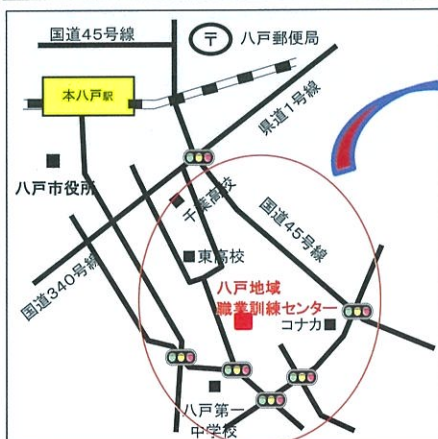 国道45号線
〒 八戸郵便局
本八戸駅
県道1号線
八戸市役所
千葉高校
国道45号線
東高校
国道340号線
八戸地域
職業訓練センター
コナカ
八戸第一
中学校